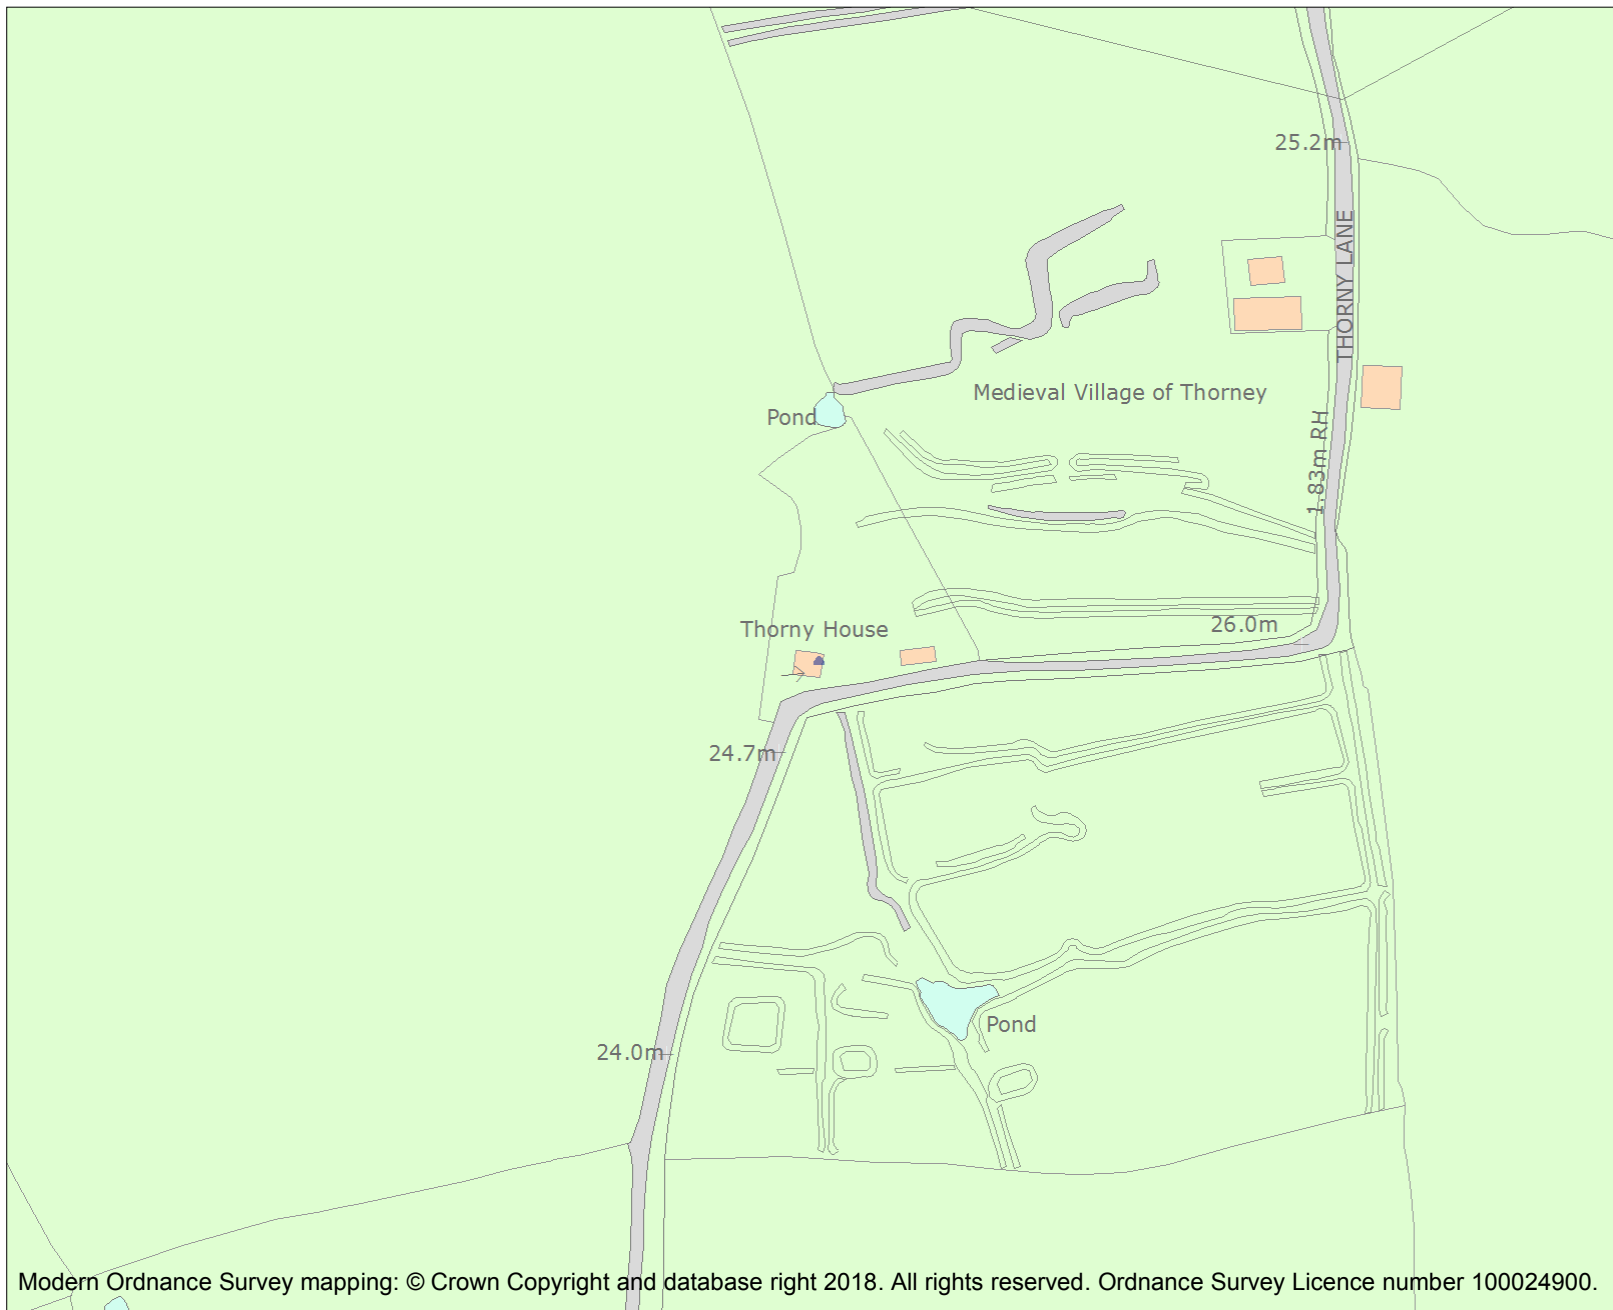 25.2m
THORNY LANE
Medieval Village of Thorney
Pond
1.83m RH
Thorny House
26.0m
24.7m
Pond
24.0m
Modern Ordnance Survey mapping: © Crown Copyright and database right 2018. All rights reserved. Ordnance Survey Licence number 100024900.